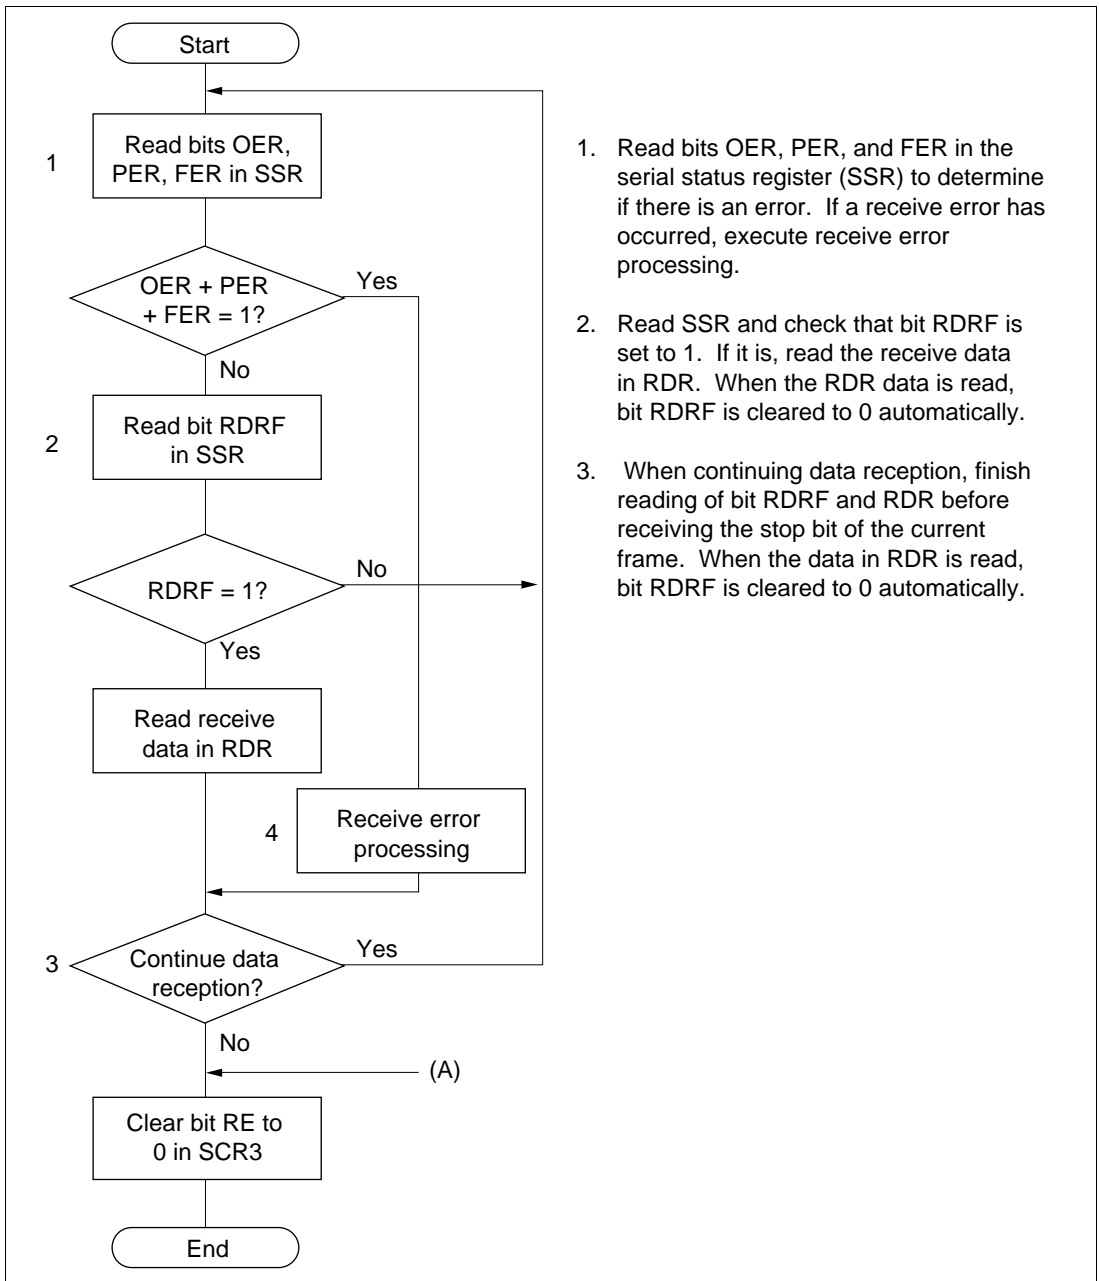 Start
1
Read bits OER,
PER, FER in SSR
OER + PER
+ FER = 1?
Yes
No
2
Read bit RDRF
in SSR
RDRF = 1?
No
Yes
Read receive
data in RDR
4
Receive error
processing
3
Continue data
reception?
Yes
No
(A)
Clear bit RE to
0 in SCR3
End
1. Read bits OER, PER, and FER in the
serial status register (SSR) to determine
if there is an error. If a receive error has
occurred, execute receive error
processing.
2. Read SSR and check that bit RDRF is
set to 1. If it is, read the receive data
in RDR. When the RDR data is read,
bit RDRF is cleared to 0 automatically.
3. When continuing data reception, finish
reading of bit RDRF and RDR before
receiving the stop bit of the current
frame. When the data in RDR is read,
bit RDRF is cleared to 0 automatically.